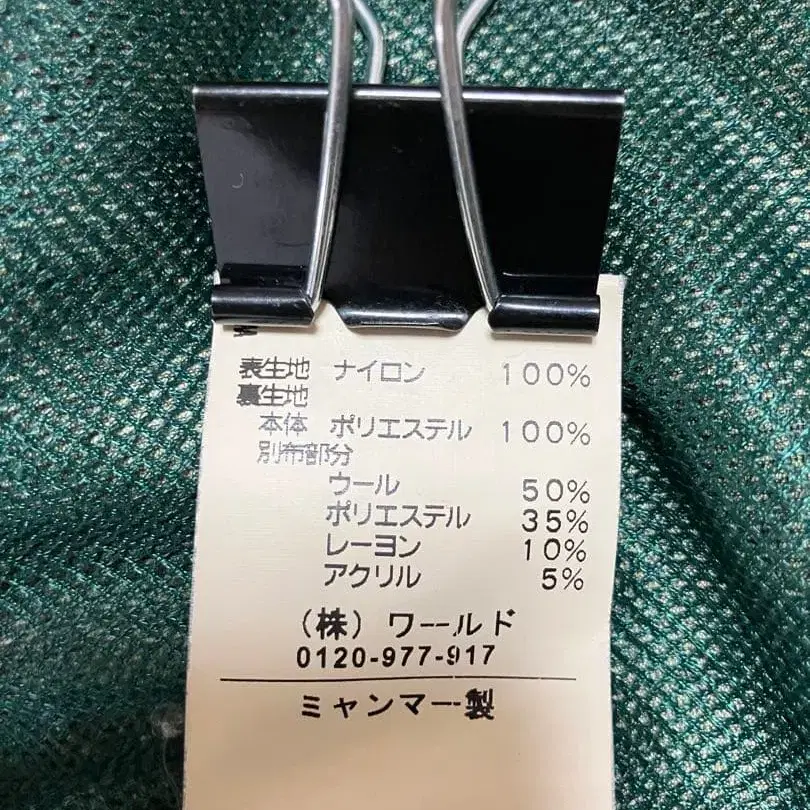 表生地 ナイロン 100%
裏生地
本体 ポリエステル 100%
別布部分
ウール 50%
ポリエステル 35%
レーヨン 10%
アクリル 5%
(株) ワールド
0120-977-917
ミャンマー製